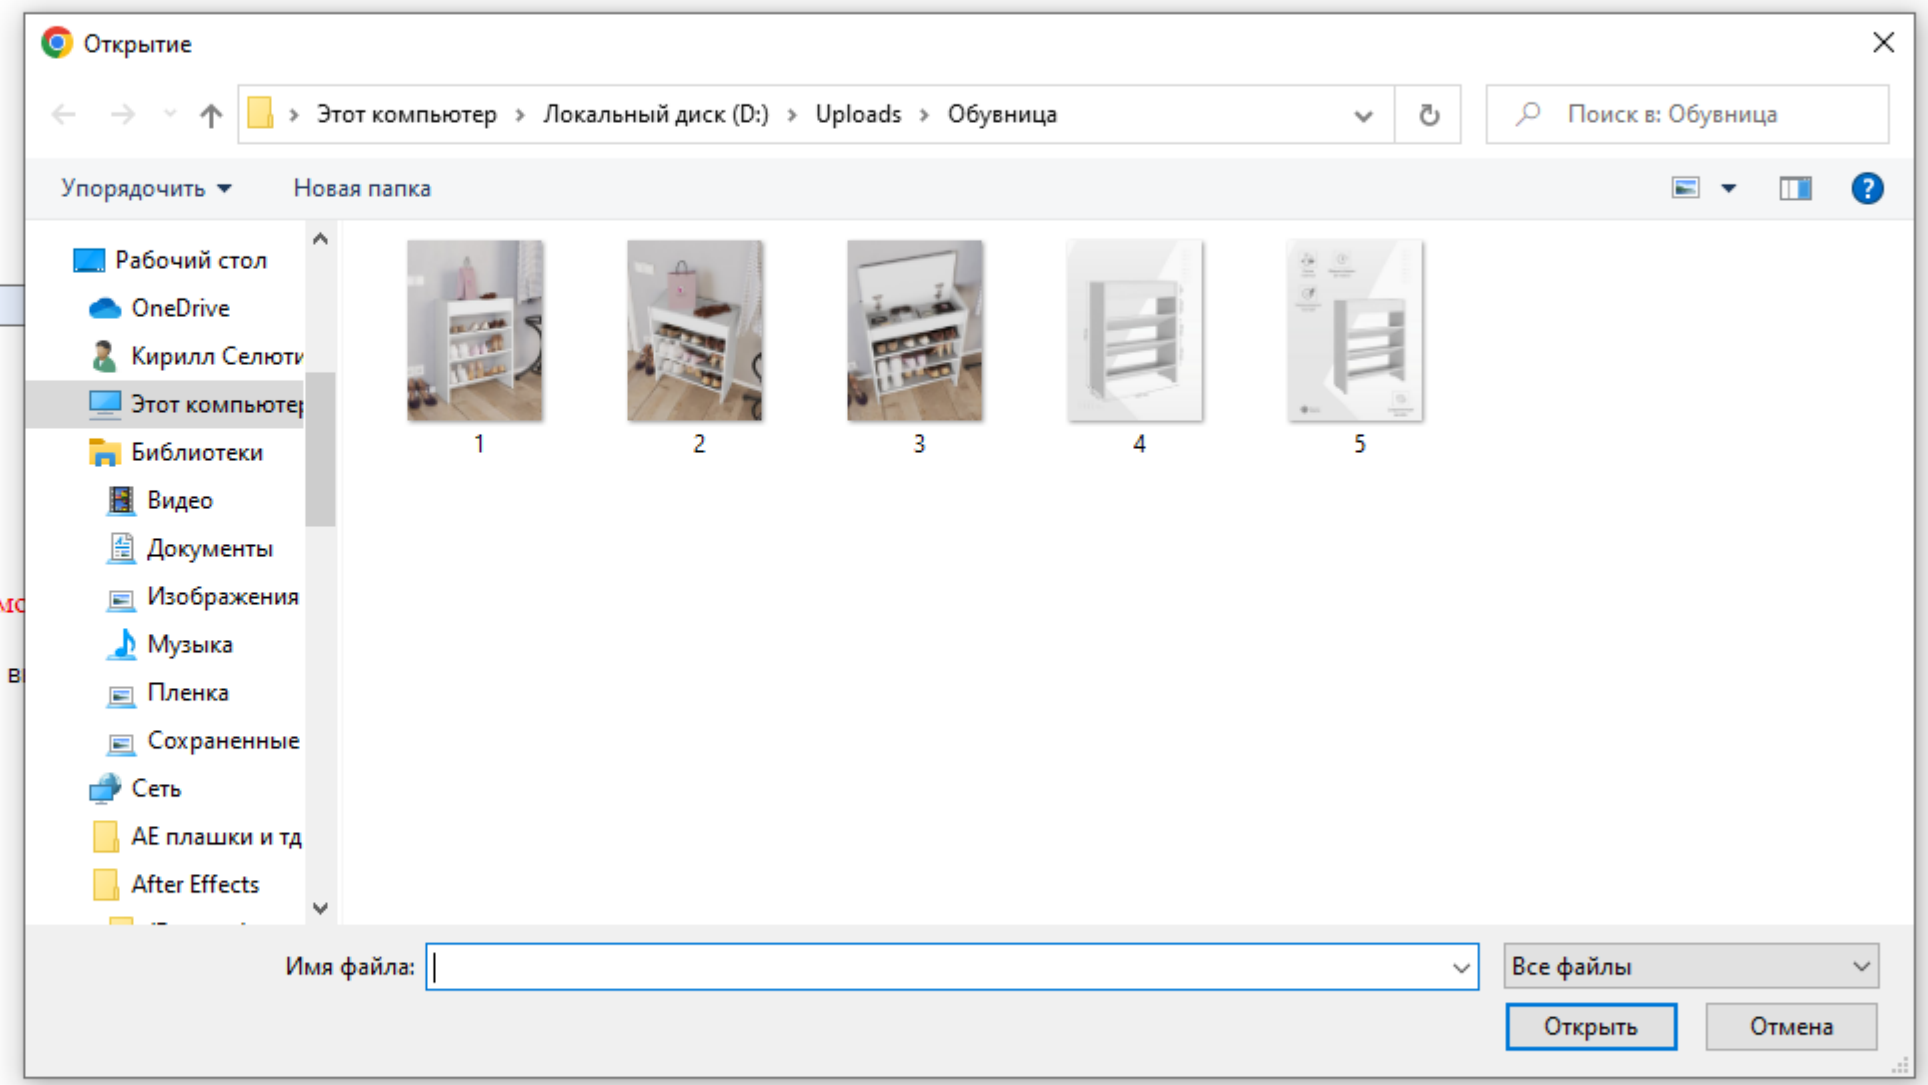 Открытие
Этот компьютер › Локальный диск (D:) › Uploads › Обувница
Поиск в: Обувница
Упорядочить
Новая папка
Рабочий стол
OneDrive
Кирилл Селюти
Этот компьютер
Библиотеки
Видео
Документы
Изображения
Музыка
Пленка
Сохраненные
Сеть
АЕ плашки и тд
After Effects
1
2
3
4
5
Имя файла:
Все файлы
Открыть
Отмена